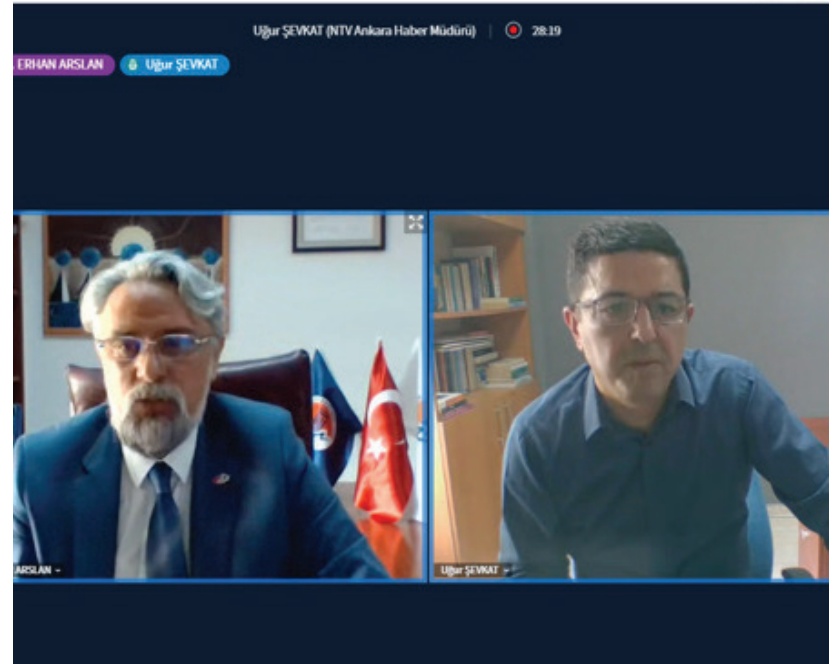 Uğur ŞEVKAT (NTV Ankara Haber Müdürü) | 28:19
ERHAN ARSLAN Uğur ŞEVKAT
ARSLAN Uğur ŞEVKAT